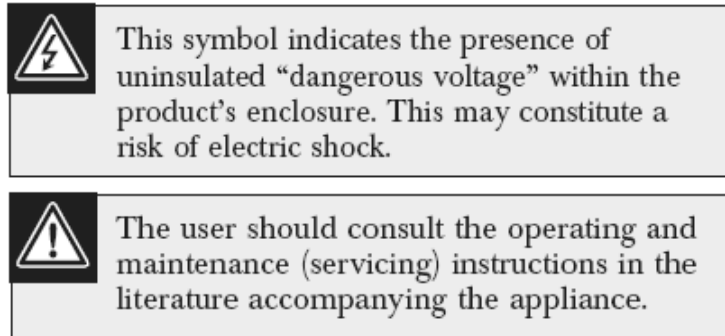 This symbol indicates the presence of
uninsulated “dangerous voltage” within the
product’s enclosure. This may constitute a
risk of electric shock.
The user should consult the operating and
maintenance (servicing) instructions in the
literature accompanying the appliance.